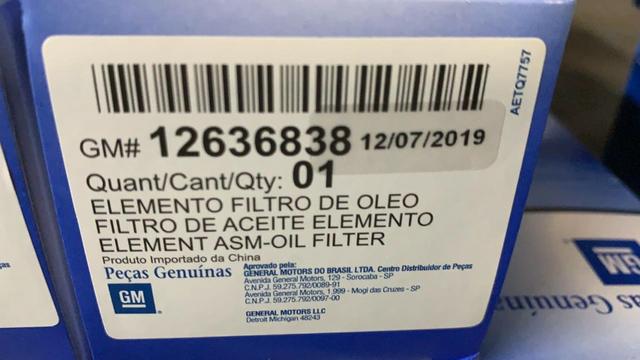 AETQ7757
GM# 12636838 12/07/2019
Quant/Cant/Qty: 01
ELEMENTO FILTRO DE OLEO
FILTRO DE ACEITE ELEMENTO
ELEMENT ASM-OIL FILTER
Produto Importado da China
Peças Genuínas
Aprovado pela:
GENERAL MOTORS DO BRASIL LTDA. Centro Distribuidor de Peças
Avenida General Motors, 129 - Sorocaba - SP
C.N.P.J. 59.275.792/0089-91
Avenida General Motors, 1.999 - Mogi das Cruzes - SP
C.N.P.J. 59.275.792/0097-00
GM
GENERAL MOTORS LLC
Detroit Michigan 48243
GM